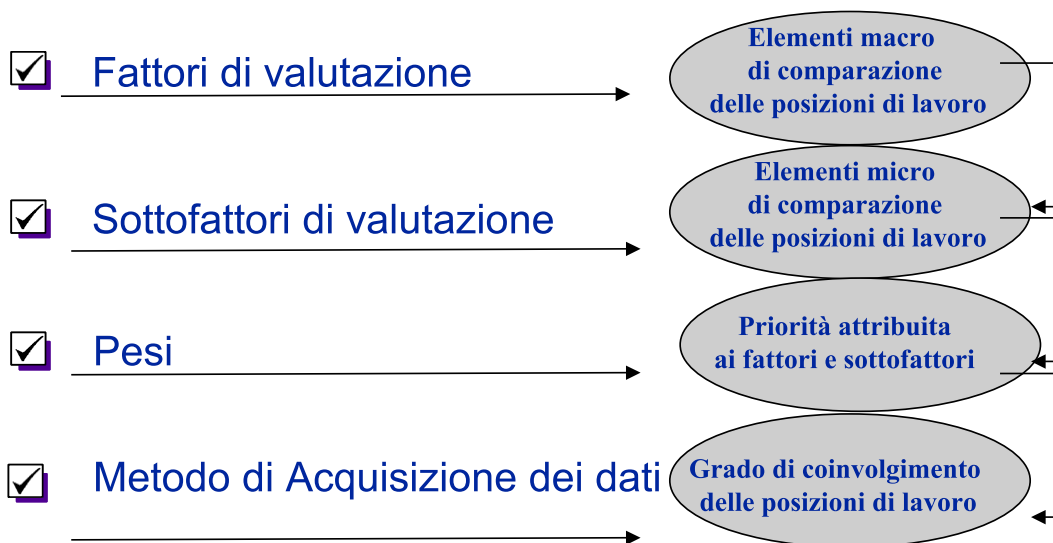 Fattori di valutazione
Elementi macro
di comparazione
delle posizioni di lavoro
Sottofattori di valutazione
Elementi micro
di comparazione
delle posizioni di lavoro
Pesi
Priorità attribuita
ai fattori e sottofattori
Metodo di Acquisizione dei dati
Grado di coinvolgimento
delle posizioni di lavoro